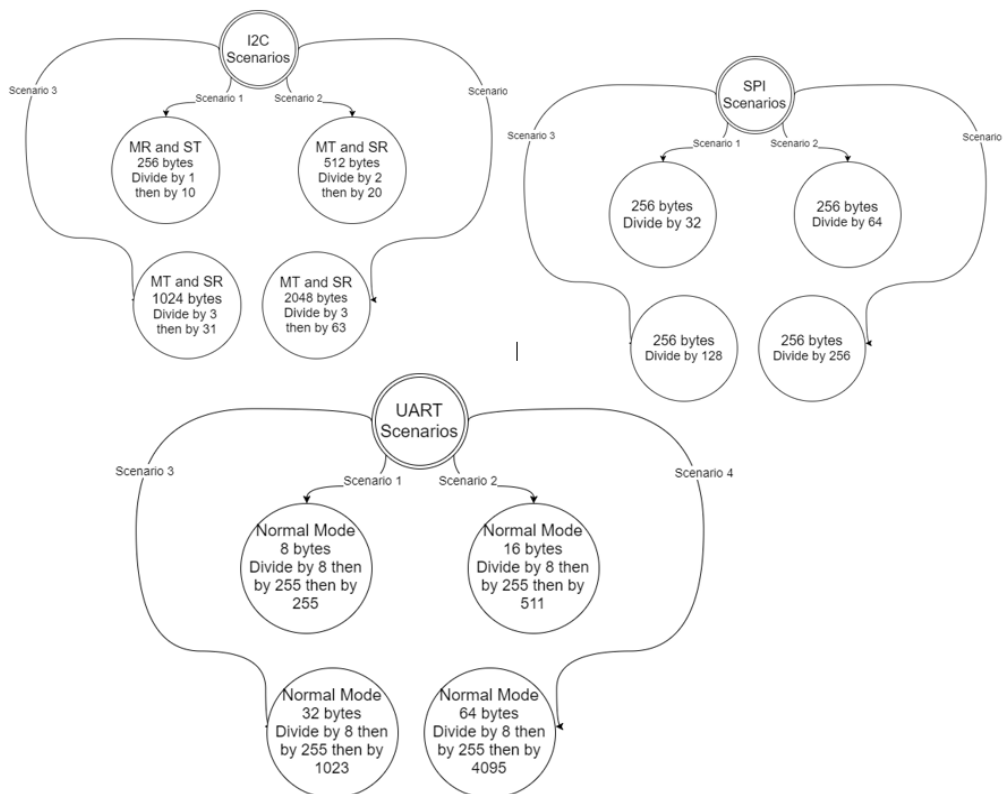 I2C
Scenarios
Scenario 3
Scenario 1
Scenario 2
Scenario
MR and ST
256 bytes
Divide by 1
then by 10
MT and SR
512 bytes
Divide by 2
then by 20
MT and SR
1024 bytes
Divide by 3
then by 31
MT and SR
2048 bytes
Divide by 3
then by 63
SPI
Scenarios
Scenario 3
Scenario 1
Scenario 2
Scenario
256 bytes
Divide by 32
256 bytes
Divide by 64
256 bytes
Divide by 128
256 bytes
Divide by 256
UART
Scenarios
Scenario 3
Scenario 1
Scenario 2
Scenario 4
Normal Mode
8 bytes
Divide by 8 then
by 255 then by
255
Normal Mode
16 bytes
Divide by 8 then
by 255 then by
511
Normal Mode
32 bytes
Divide by 8 then
by 255 then by
1023
Normal Mode
64 bytes
Divide by 8 then
by 255 then by
4095